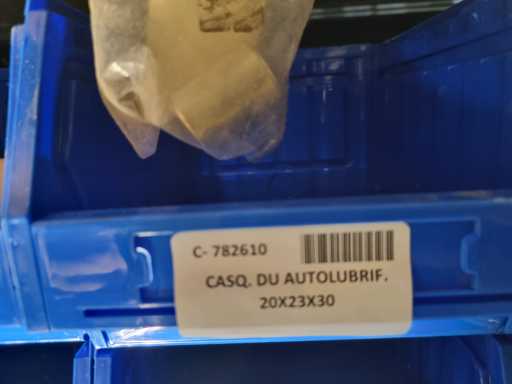 C- 782610
CASQ. DU AUTOLUBRIF.
20X23X30